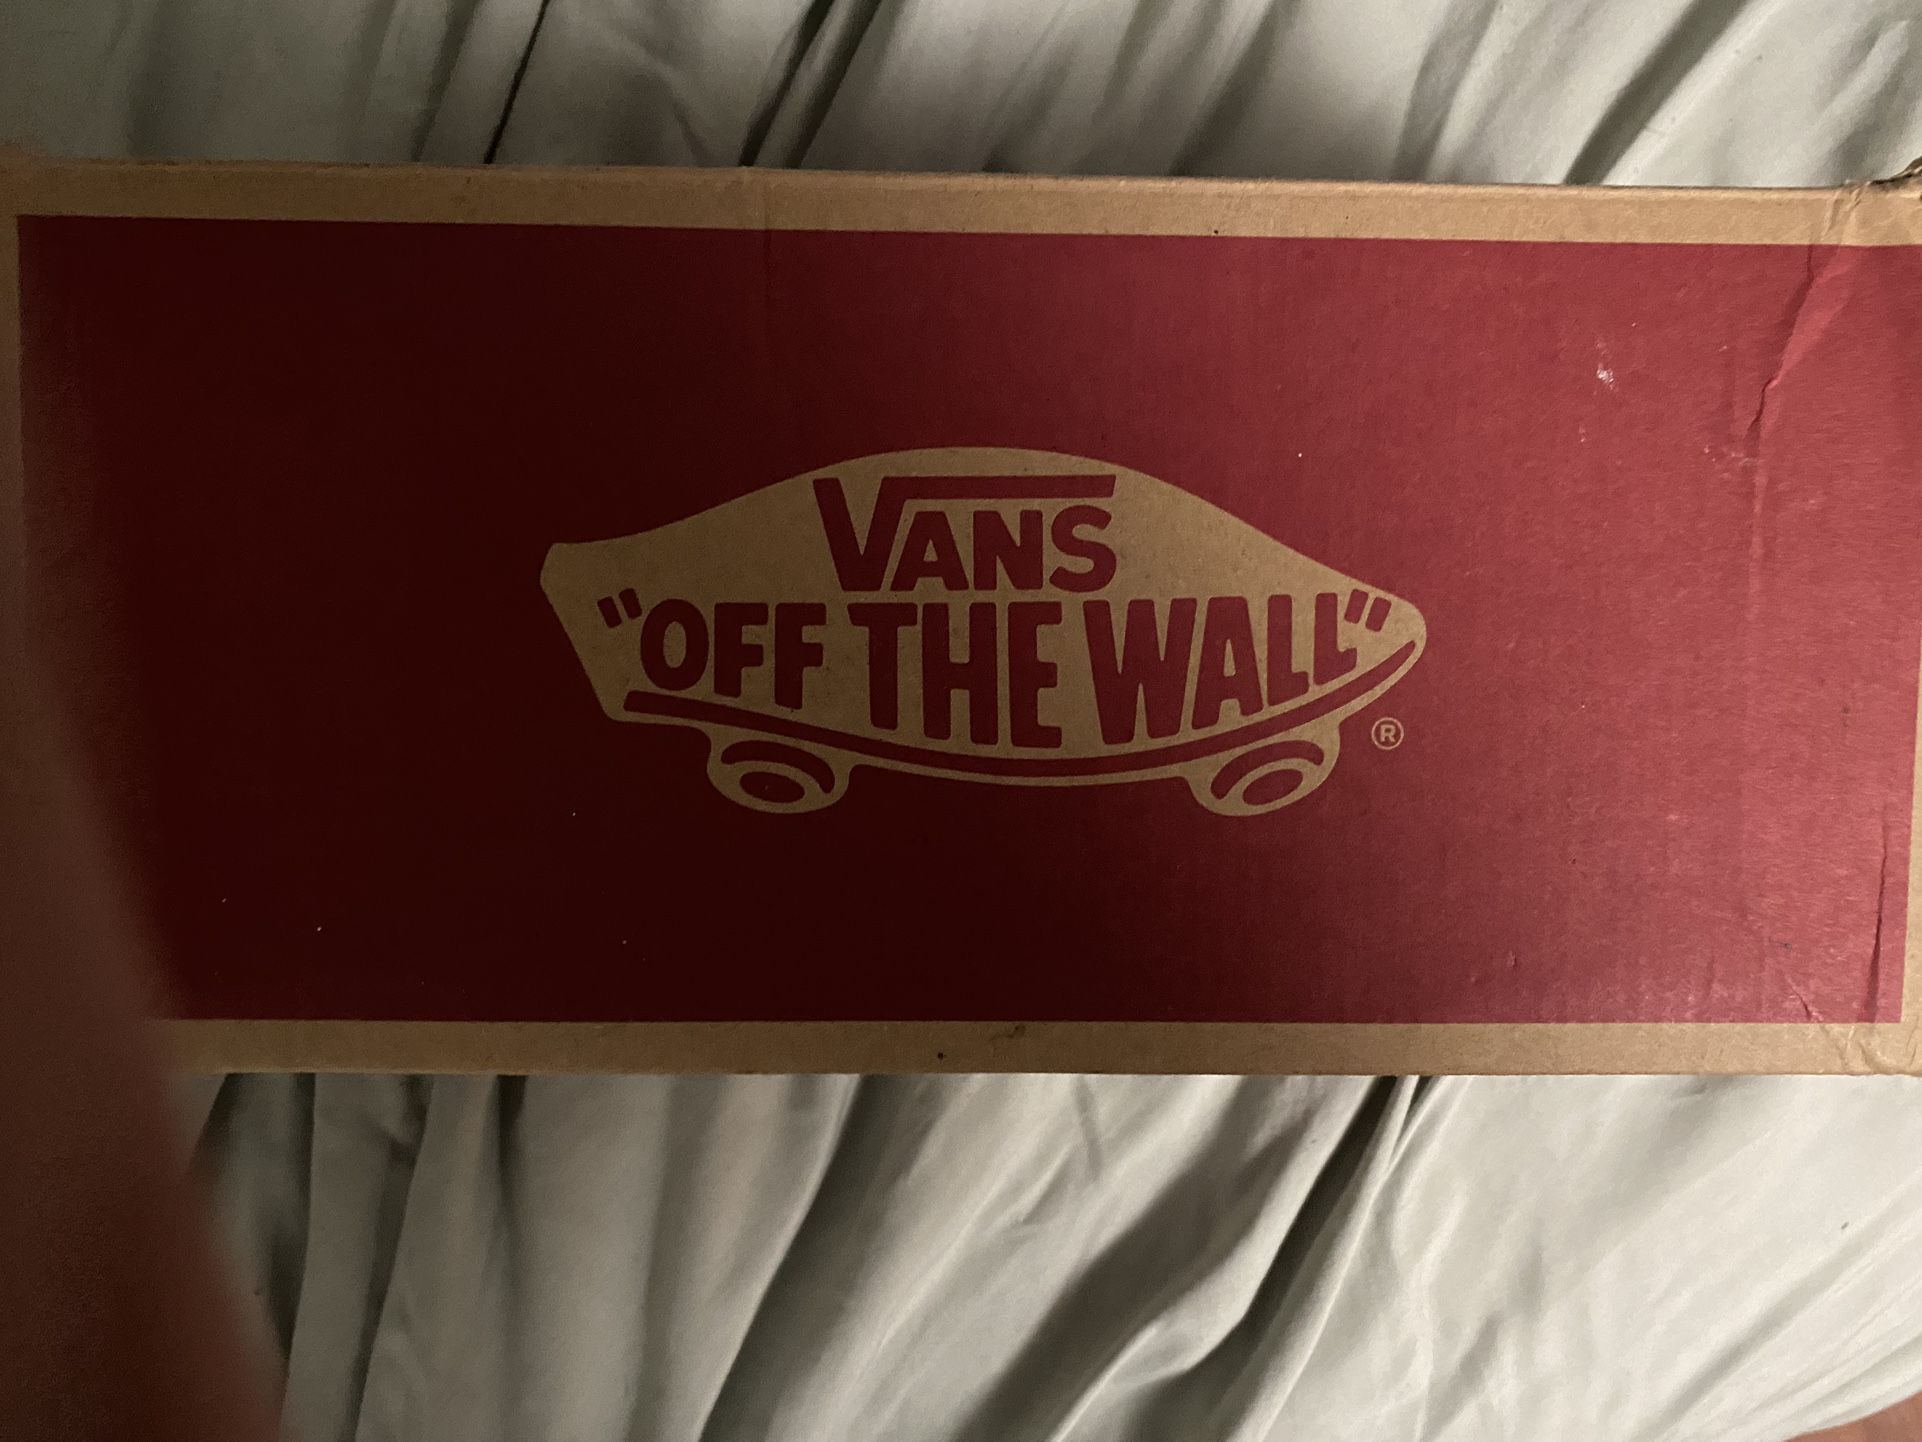 VANS
"OFF THE WALL"
®